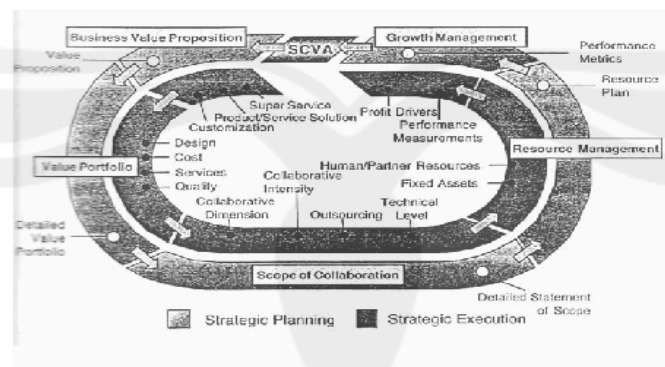 Business Value Proposition
SCVA
Growth Management
Value
Proposition
Performance
Metrics
Resource
Plan
Super Service
Product/Service Solution
Customization
Profit Drivers
Performance
Measurements
Design
Cost
Services
Quality
Value Portfolio
Resource Management
Human/Partner Resources
Fixed Assets
Collaborative
Intensity
Collaborative
Dimension
Outsourcing
Technical
Level
Detailed
Value
Portfolio
Scope of Collaboration
Detailed Statement
of Scope
Strategic Planning
Strategic Execution